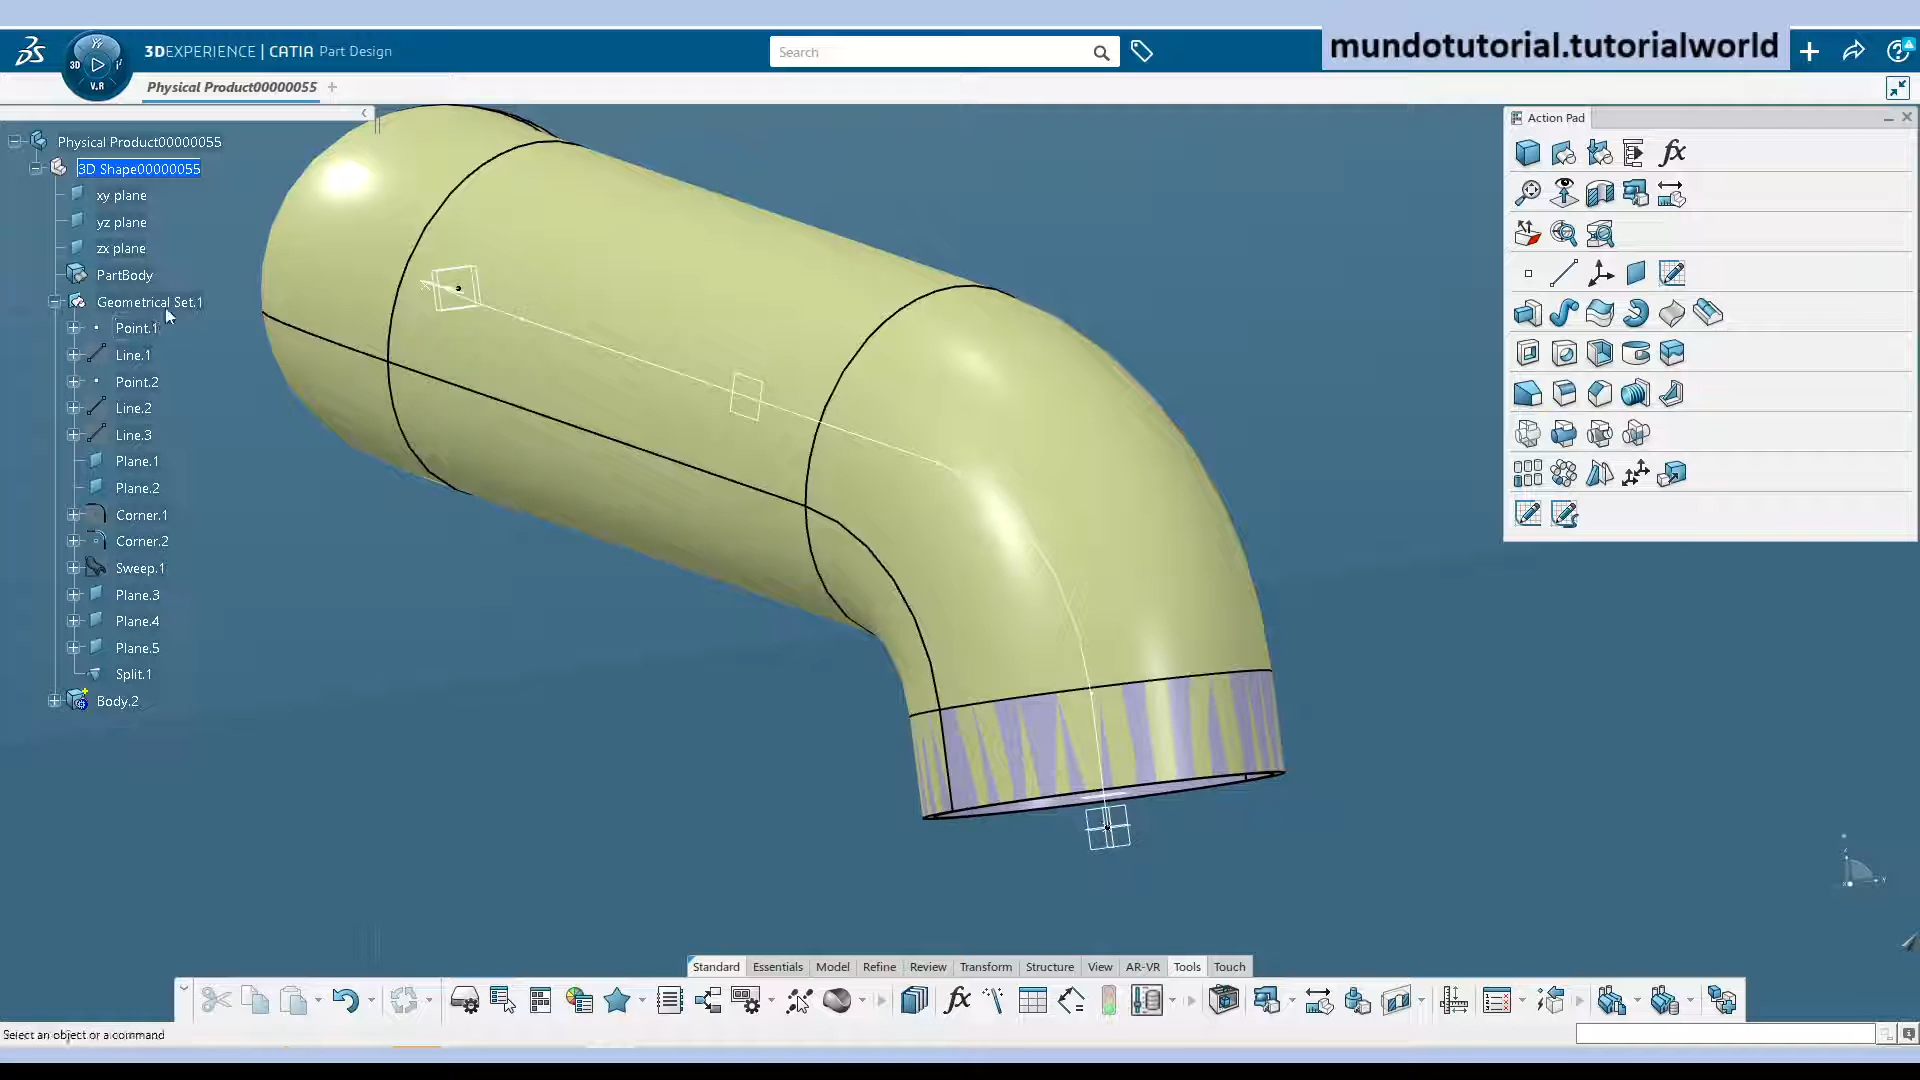 3DEXPERIENCE | CATIA Part Design
Search
mundotutorial.tutorialworld
3D
V.R
Physical Product00000055
Physical Product00000055
3D Shape00000055
xy plane
yz plane
zx plane
PartBody
Geometrical Set.1
Point.1
Line.1
Point.2
Line.2
Line.3
Plane.1
Plane.2
Corner.1
Corner.2
Sweep.1
Plane.3
Plane.4
Plane.5
Split.1
Body.2
Action Pad
fx
Standard Essentials Model Refine Review Transform Structure View AR-VR Tools Touch
fx
Select an object or a command